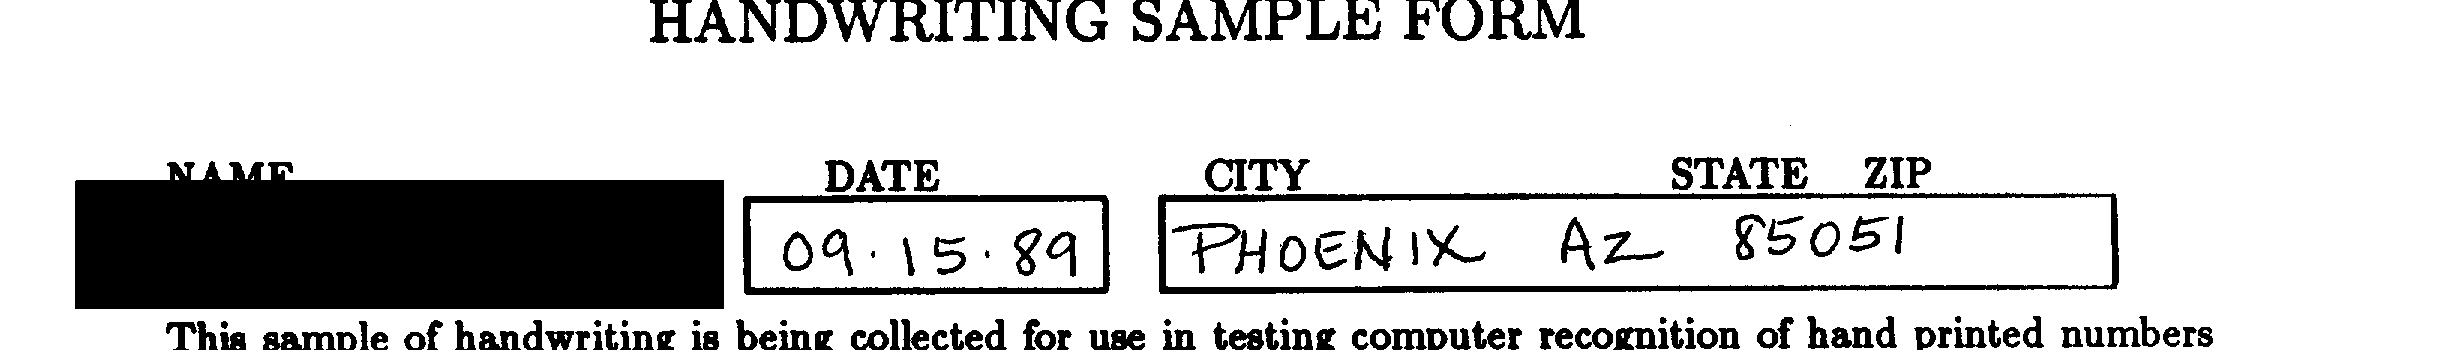 HANDWRITING SAMPLE FORM
NAME DATE CITY STATE ZIP
09.15.89 PHOENIX AZ 85051
This sample of handwriting is being collected for use in testing computer recognition of hand printed numbers